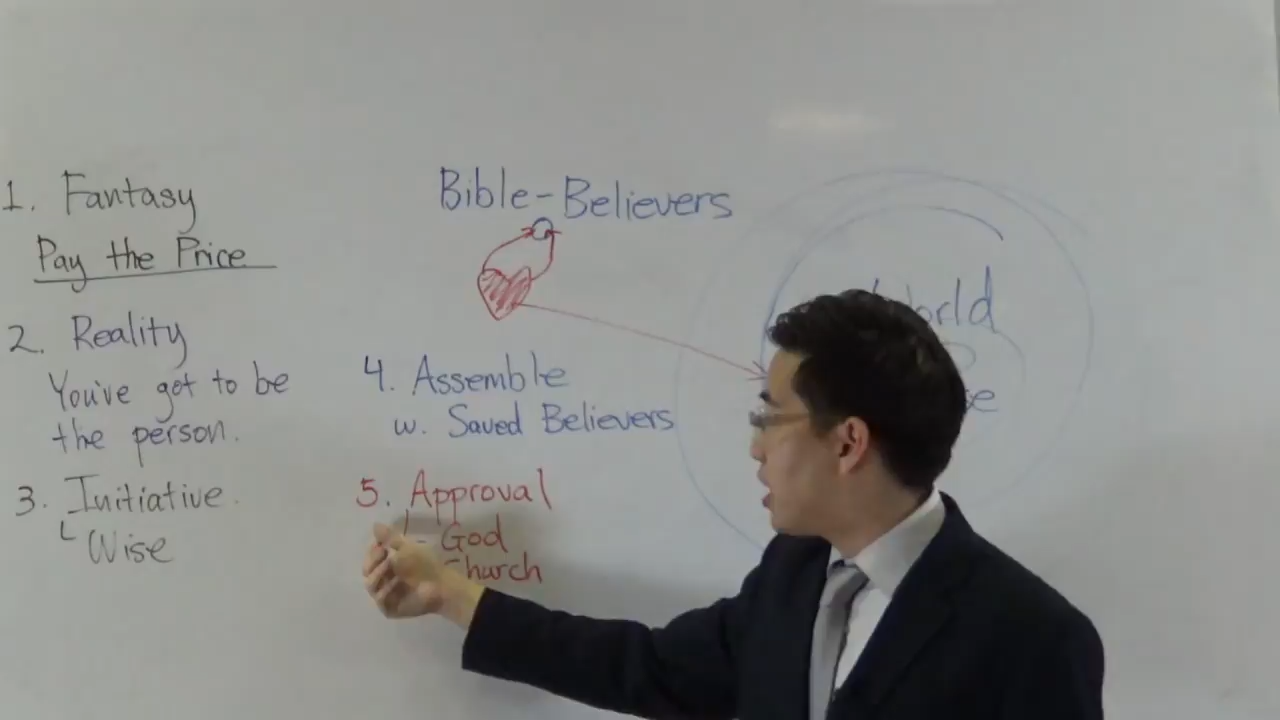 1. Fantasy
Pay the Price
2. Reality
You've got to be
the person.
3. Initiative
Wise
Bible-Believers
4. Assemble
w. Saved Believers
5. Approval
- God
Church
World